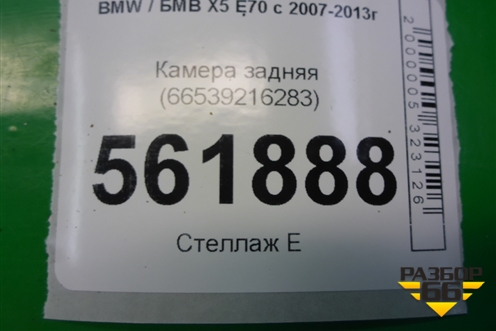 BMW / БМВ X5 E70 с 2007-2013г
Камера задняя
(66539216283)
561888
Стеллаж Е
2000005323126
РАЗБОР
66